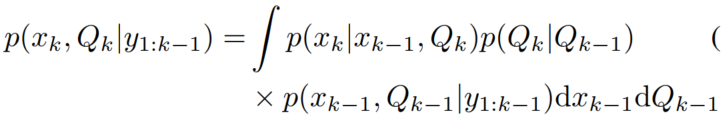 p(x_k, Q_k|y_{1:k−1}) = ∫ p(x_k|x_{k−1}, Q_k)p(Q_k|Q_{k−1}) (
× p(x_{k−1}, Q_{k−1}|y_{1:k−1})dx_{k−1}dQ_{k−1}